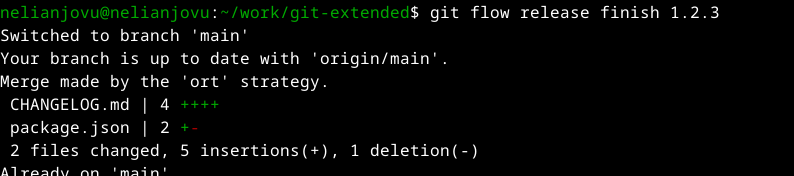 nelianjovu@nelianjovu:~/work/git-extended$ git flow release finish 1.2.3
Switched to branch 'main'
Your branch is up to date with 'origin/main'.
Merge made by the 'ort' strategy.
 CHANGELOG.md | 4 ++++
 package.json | 2 +-
 2 files changed, 5 insertions(+), 1 deletion(-)
Already on 'main'